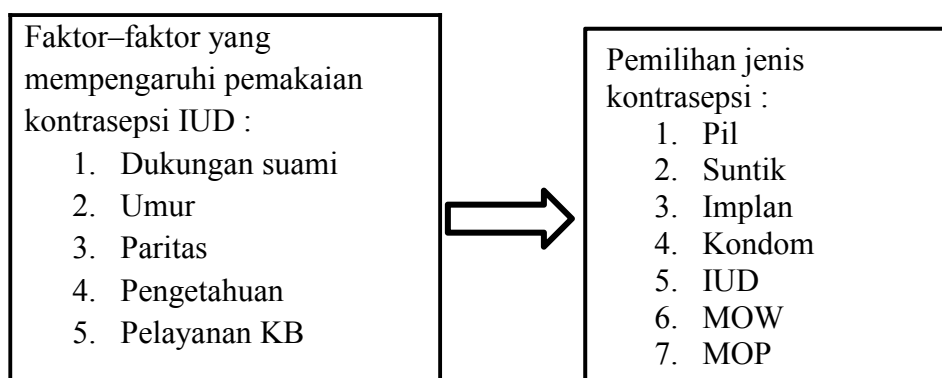 Faktor–faktor yang
mempengaruhi pemakaian
kontrasepsi IUD :
1. Dukungan suami
2. Umur
3. Paritas
4. Pengetahuan
5. Pelayanan KB
Pemilihan jenis
kontrasepsi :
1. Pil
2. Suntik
3. Implan
4. Kondom
5. IUD
6. MOW
7. MOP